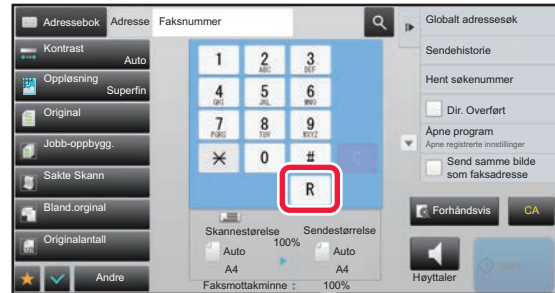 Adressebok
Adresse
Faksnummer
Kontrast
Auto
Oppløsning
Superfin
Original
Jobb-oppbygg.
Sakte Skann
Bland.orginal
Originalantall
Andre
1
2 ABC
3 DEF
4 GHI
5 JKL
6 MNO
7 PQRS
8 TUV
9 WXYZ
0
#
C
R
Skannestørelse
Sendestørrelse
100%
Auto
Auto
A4
A4
Faksmottakminne : 100%
Globalt adressesøk
Sendehistorie
Hent søkenummer
Dir. Overført
Åpne program
Åpne registrerte innstillinger
Send samme bilde
som faksadresse
Forhåndsvis
CA
Høyttaler
Start